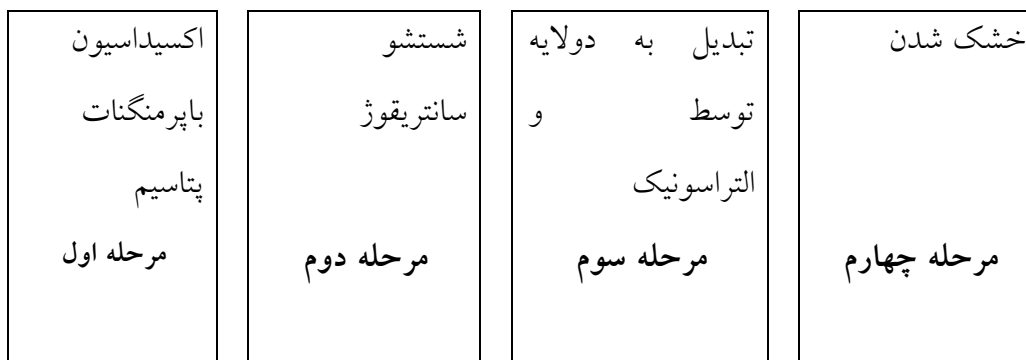 اکسیداسیون
باپرمنگنات
پتاسیم
مرحله اول
شستشو
سانتریقوژ
مرحله دوم
تبدیل به دولایه
توسط و
التراسونیک
مرحله سوم
خشک شدن
مرحله چهارم